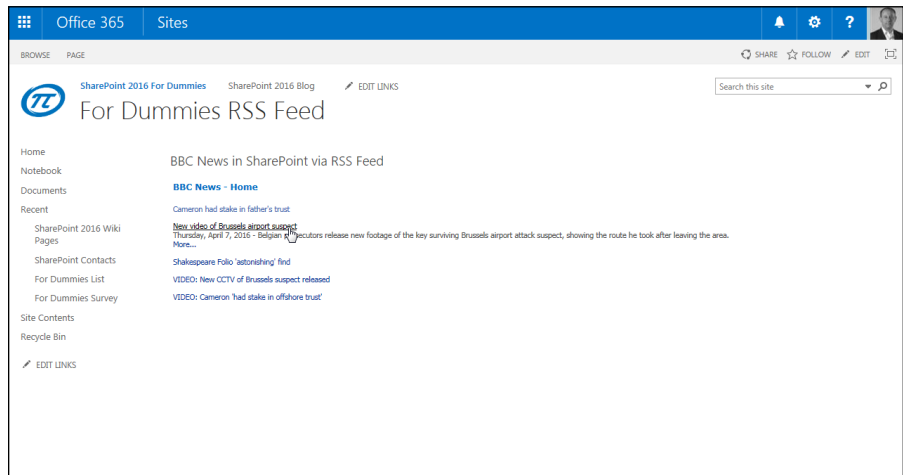 Office 365 Sites ?
BROWSE PAGE SHARE FOLLOW EDIT
SharePoint 2016 For Dummies SharePoint 2016 Blog EDIT LINKS
Search this site
π
For Dummies RSS Feed
Home
Notebook
Documents
Recent
SharePoint 2016 Wiki
Pages
SharePoint Contacts
For Dummies List
For Dummies Survey
Site Contents
Recycle Bin
EDIT LINKS
BBC News in SharePoint via RSS Feed
BBC News - Home
Cameron had stake in father's trust
New video of Brussels airport suspect
Thursday, April 7, 2016 - Belgian ecutors release new footage of the key surviving Brussels airport attack suspect, showing the route he took after leaving the area.
More...
Shakespeare Folio 'astonishing' find
VIDEO: New CCTV of Brussels suspect released
VIDEO: Cameron 'had stake in offshore trust'